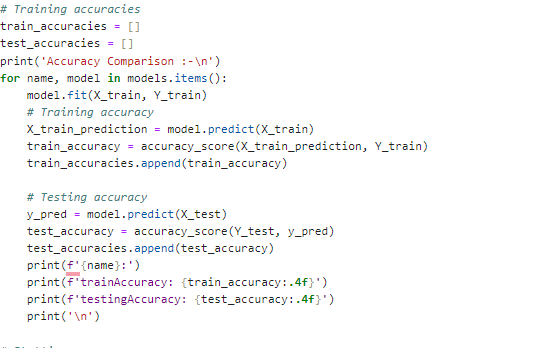 # Training accuracies
train_accuracies = []
test_accuracies = []
print('Accuracy Comparison :-\n')
for name, model in models.items():
    model.fit(X_train, Y_train)
    # Training accuracy
    X_train_prediction = model.predict(X_train)
    train_accuracy = accuracy_score(X_train_prediction, Y_train)
    train_accuracies.append(train_accuracy)

    # Testing accuracy
    y_pred = model.predict(X_test)
    test_accuracy = accuracy_score(Y_test, y_pred)
    test_accuracies.append(test_accuracy)
    print(f'{name}:')
    print(f'trainAccuracy: {train_accuracy:.4f}')
    print(f'testingAccuracy: {test_accuracy:.4f}')
    print('\n')